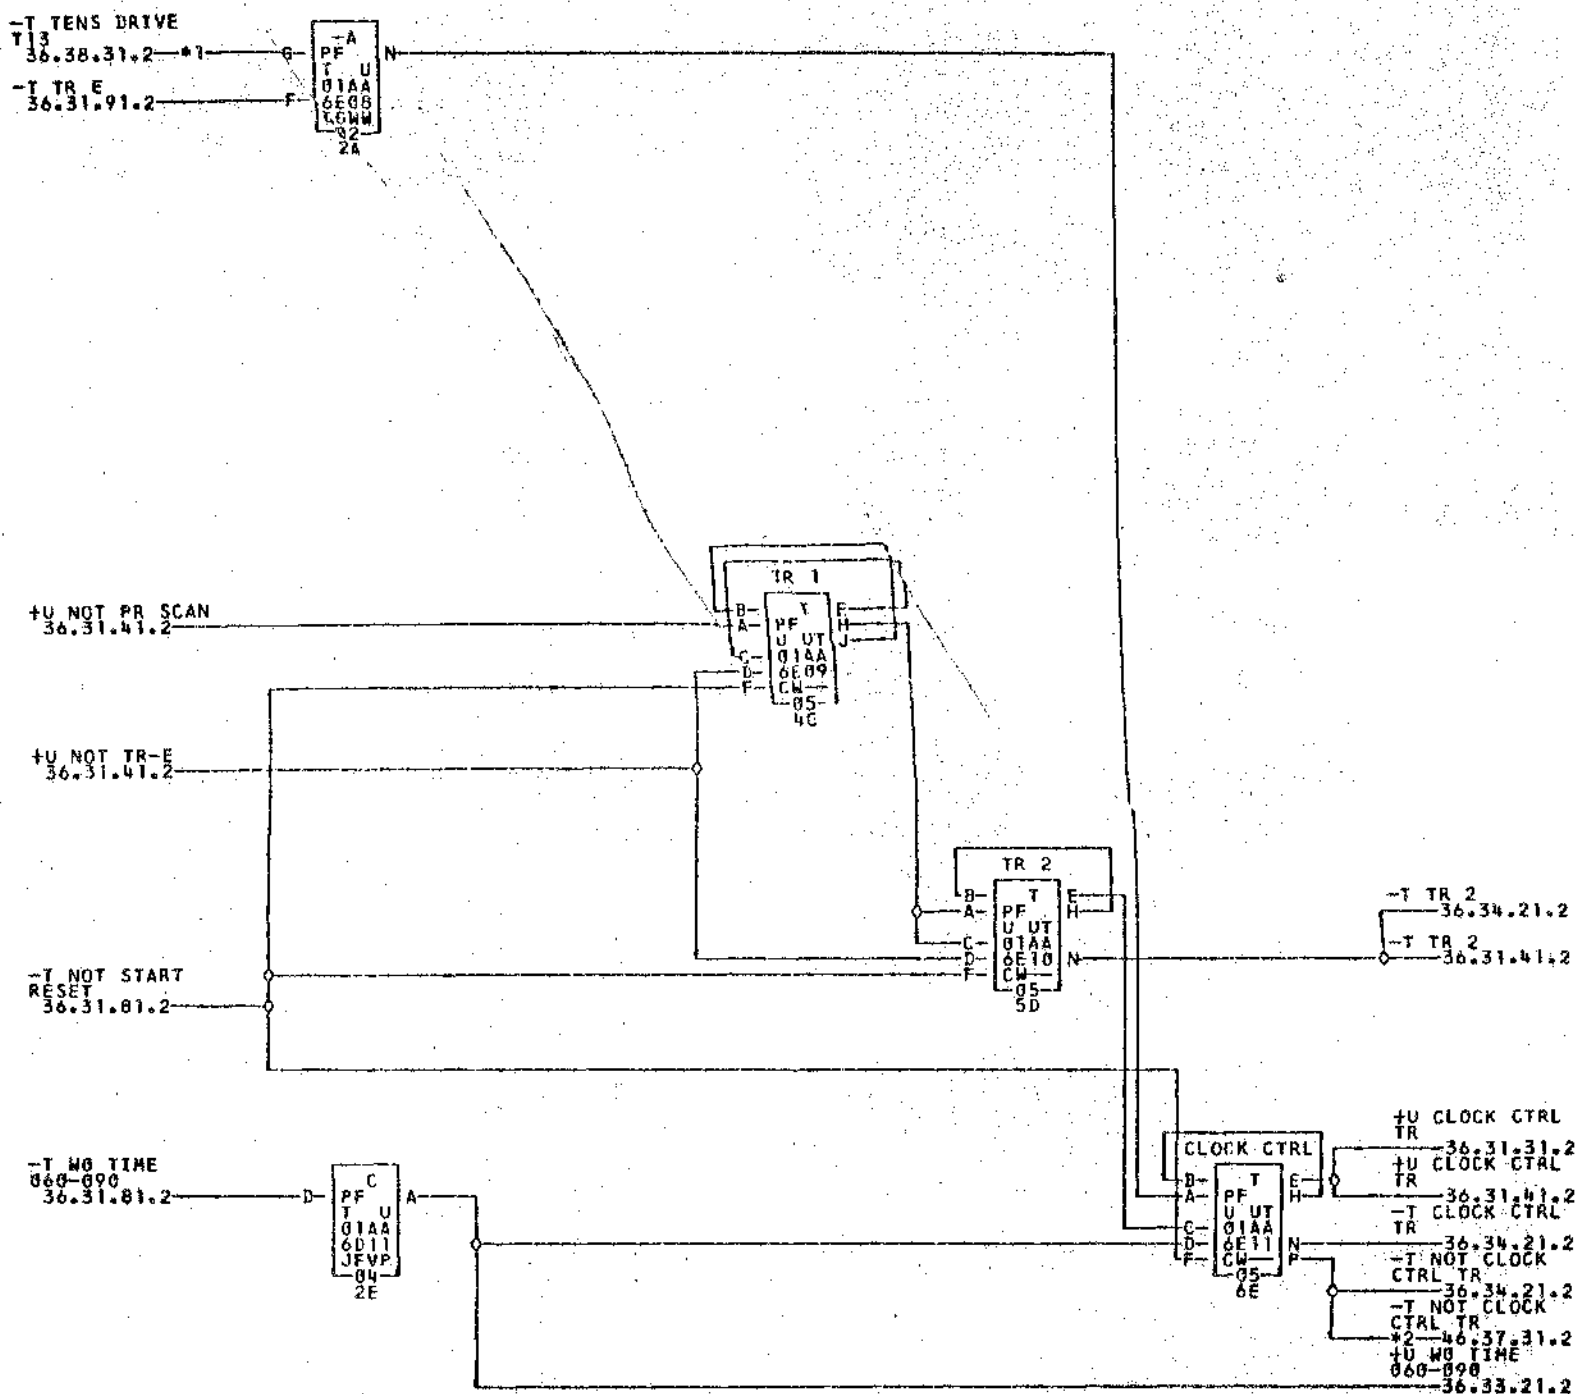 -T TENS DRIVE
T13
36.38.31.2 *1 G
-T TR E
36.31.91.2 F
-A
PF N
T U
01AA
6E08
02
2A
TR 1
+U NOT PR SCAN
36.31.41.2
B T E
A PF H
U UT J
C 01AA
D 6E09
F CW
05
4C
+U NOT TR-E
36.31.41.2
TR 2
B T E
A PF H
U UT
C 01AA
D 6E10 N
F CW
05
5D
-T TR 2
36.34.21.2
-T TR 2
36.31.41.2
-T NOT START
RESET
36.31.81.2
-T W0 TIME
060-090
36.31.81.2 D
C
PF A
T U
01AA
6D11
JFVP
04
2E
CLOCK CTRL
B T E
A PF H
U UT
C 01AA
D 6E11 N
F CW P
05
6E
+U CLOCK CTRL
TR
36.31.31.2
+U CLOCK CTRL
TR
36.31.41.2
-T CLOCK CTRL
TR
36.34.21.2
-T NOT CLOCK
CTRL TR
36.34.21.2
-T NOT CLOCK
CTRL TR
*2 46.37.31.2
+U W0 TIME
060-090
36.33.21.2